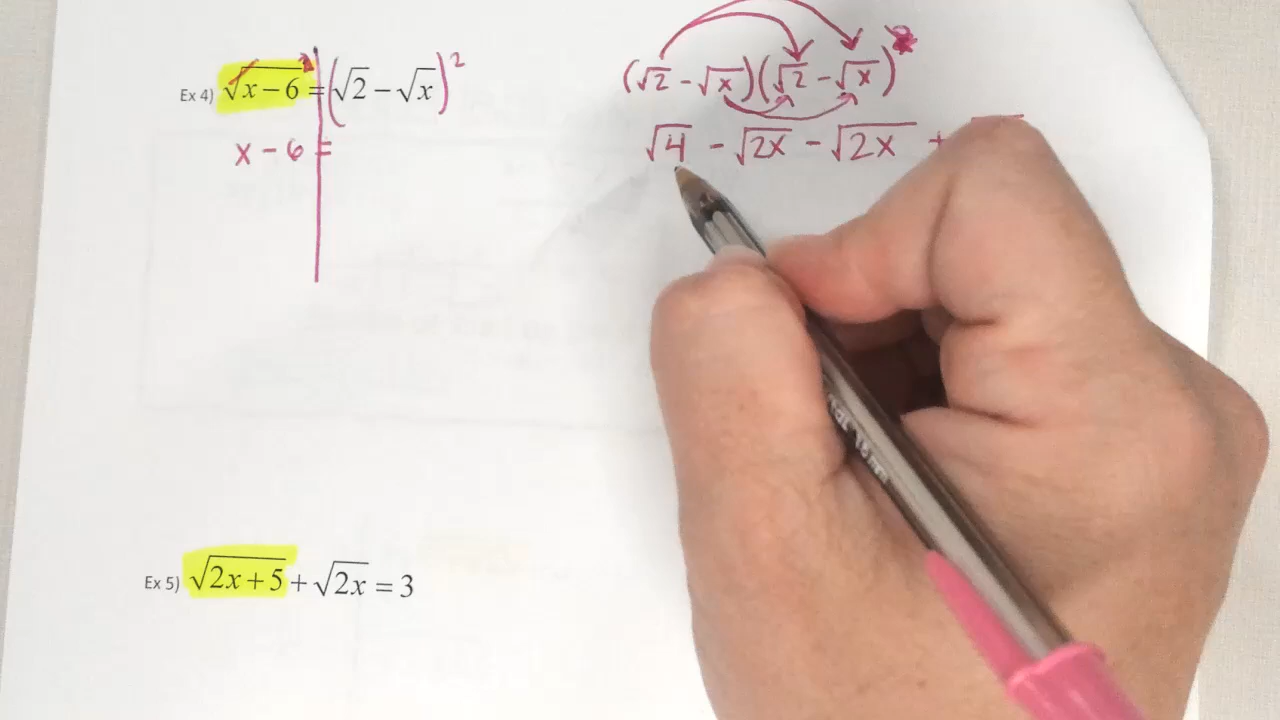 Ex 4) √x − 6 = (√2 − √x)²
(√2 − √x)(√2 − √x)
x − 6 =
√4 − √2x − √2x +
Ex 5) √2x + 5 + √2x = 3